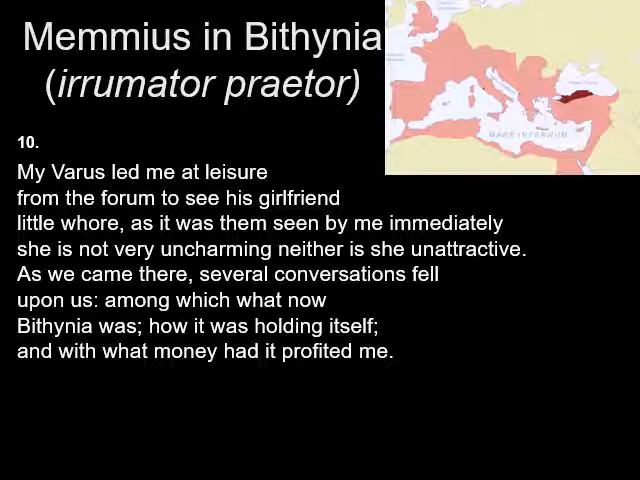 Memmius in Bithynia
(irrumator praetor)
MARE INTERNUM
10.
My Varus led me at leisure
from the forum to see his girlfriend
little whore, as it was them seen by me immediately
she is not very uncharming neither is she unattractive.
As we came there, several conversations fell
upon us: among which what now
Bithynia was; how it was holding itself;
and with what money had it profited me.